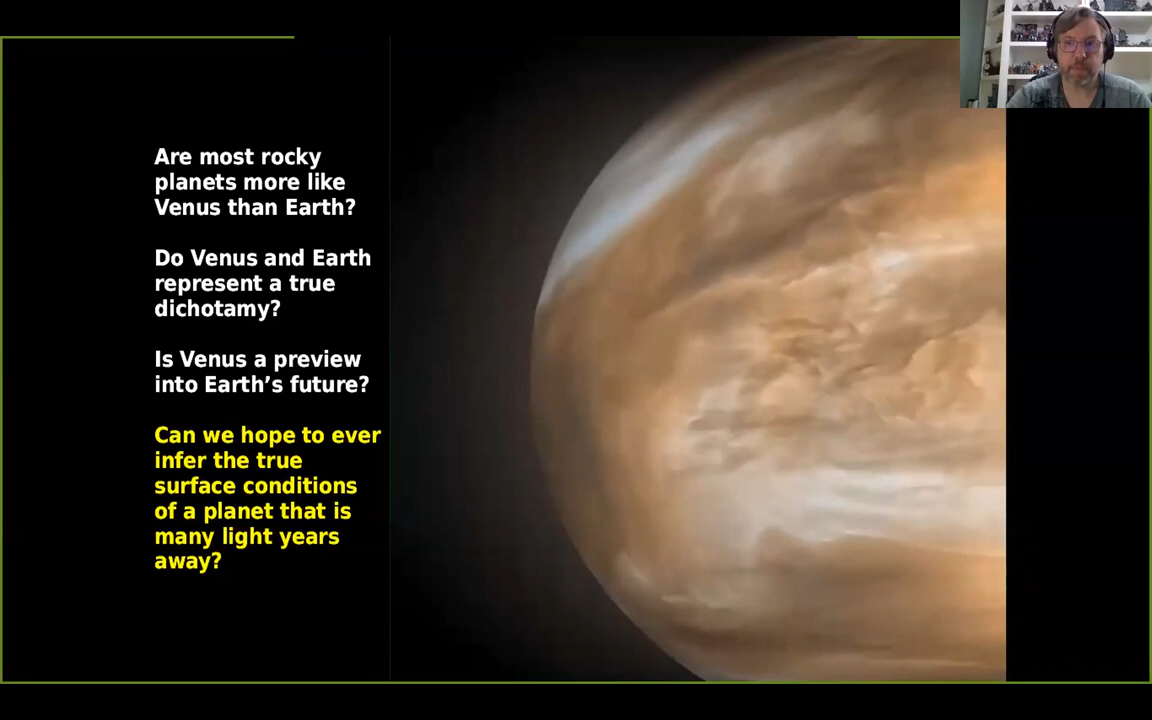 Are most rocky
planets more like
Venus than Earth?
Do Venus and Earth
represent a true
dichotamy?
Is Venus a preview
into Earth’s future?
Can we hope to ever
infer the true
surface conditions
of a planet that is
many light years
away?